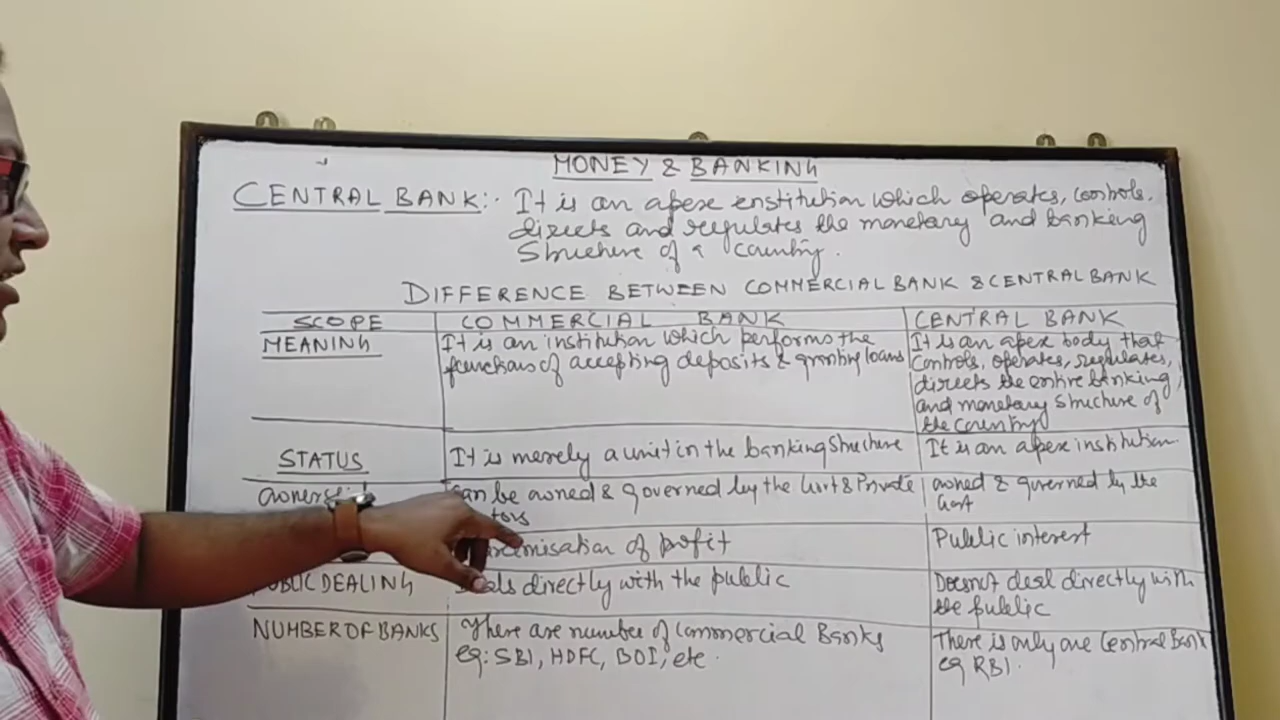 MONEY & BANKING
CENTRAL BANK:- It is an apex enstitution which operates, controls,
directs and regulates the monetary and banking
structure of a country.
DIFFERENCE BETWEEN COMMERCIAL BANK & CENTRAL BANK
SCOPE COMMERCIAL BANK CENTRAL BANK
MEANING
It is an institution which performs the
functions of accepting deposits & granting loans
It is an apex body that
controls, operates, regulates,
directs the entire banking
and monetary structure of
the country
STATUS
It is merely a unit in the banking structure
It is an apex institution.
Can be owned & governed by the Govt & Private
owned & governed by the
Govt
of profit
Public interest
PUBLIC DEALING
Deals directly with the public
Doesnot deal directly with
the public
NUMBER OF BANKS
There are number of Commercial Banks
eg: SBI, HDFC, BOI, etc.
There is only one Central Bank
eg RBI.